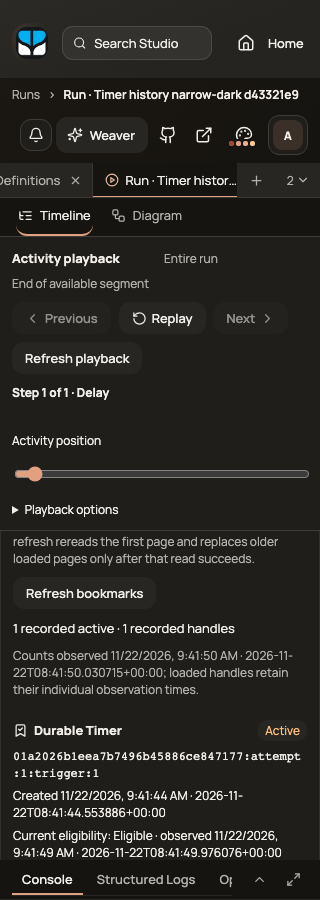 Search Studio
Home
Runs > Run · Timer history narrow-dark d43321e9
Weaver
A
Definitions
Run · Timer histor...
2
Timeline
Diagram
Activity playback
Entire run
End of available segment
Previous
Replay
Next
Refresh playback
Step 1 of 1 · Delay
Activity position
Playback options
refresh rereads the first page and replaces older
loaded pages only after that read succeeds.
Refresh bookmarks
1 recorded active · 1 recorded handles
Counts observed 11/22/2026, 9:41:50 AM · 2026-11-
22T08:41:50.030715+00:00; loaded handles retain
their individual observation times.
Durable Timer
Active
01a2026b1eea7b7496b45886ce847177:attempt
:1:trigger:1
Created 11/22/2026, 9:41:44 AM · 2026-11-
22T08:41:44.553886+00:00
Current eligibility: Eligible · observed 11/22/2026,
9:41:49 AM · 2026-11-22T08:41:49.976076+00:00
Console
Structured Logs